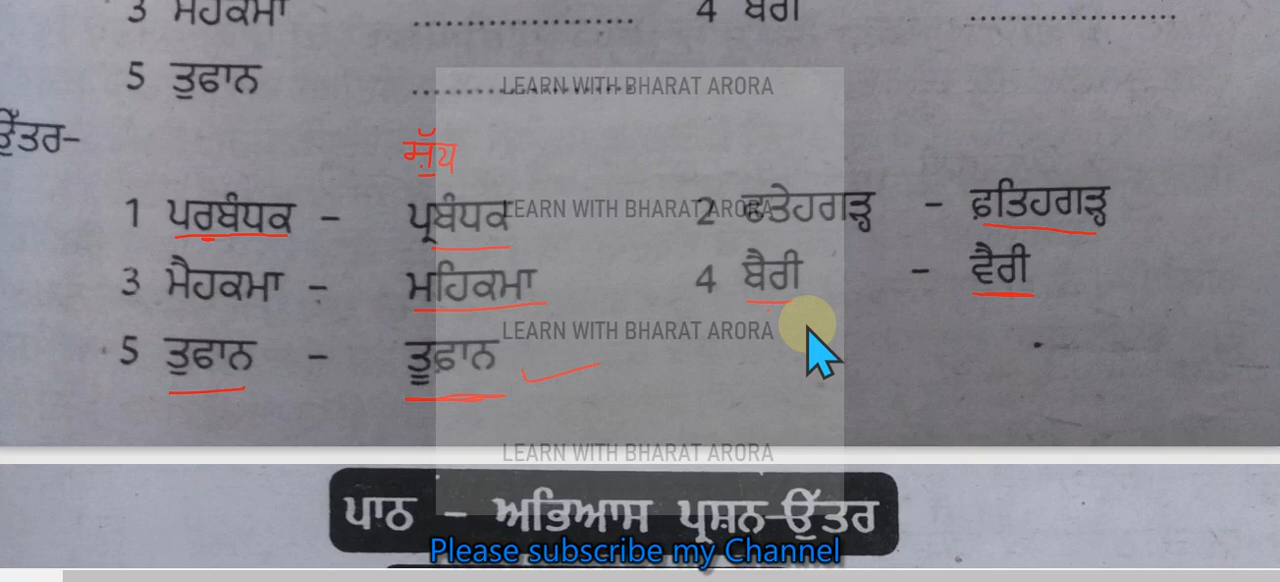 3 ਮੈਹਕਮਾ .................... 4 ਬੈਰੀ ....................
5 ਤੁਫਾਨ ....................
LEARN WITH BHARAT ARORA
ਉੱਤਰ–
ਸ਼ੁੱਧ
1 ਪਰਬੰਧਕ – ਪ੍ਰਬੰਧਕ 2 ਫਤੇਹਗੜ੍ਹ – ਫ਼ਤਿਹਗੜ੍ਹ
LEARN WITH BHARAT ARORA
3 ਮੈਹਕਮਾ – ਮਹਿਕਮਾ 4 ਬੈਰੀ – ਵੈਰੀ
LEARN WITH BHARAT ARORA
5 ਤੁਫਾਨ – ਤੂਫ਼ਾਨ
LEARN WITH BHARAT ARORA
ਪਾਠ – ਅਭਿਆਸ ਪ੍ਰਸ਼ਨ-ਉੱਤਰ
Please subscribe my Channel